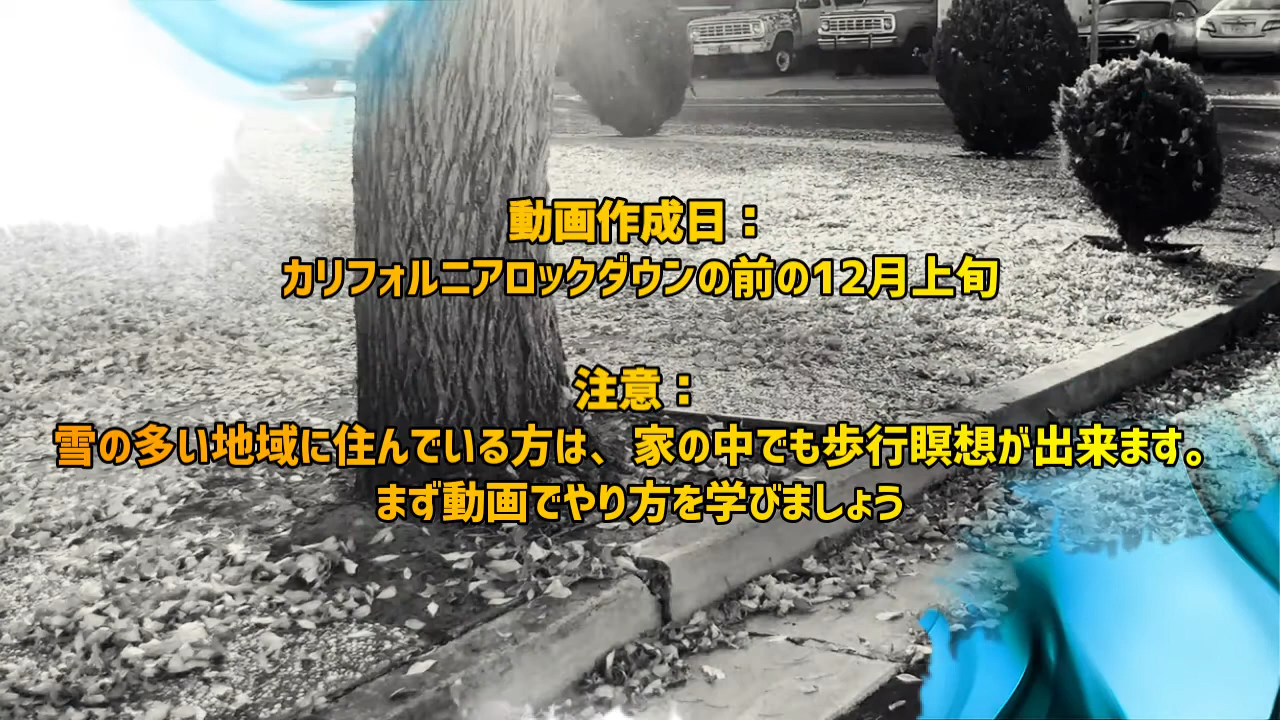 動画作成日：
カリフォルニアロックダウンの前の12月上旬
注意：
雪の多い地域に住んでいる方は、家の中でも歩行瞑想が出来ます。
まず動画でやり方を学びましょう